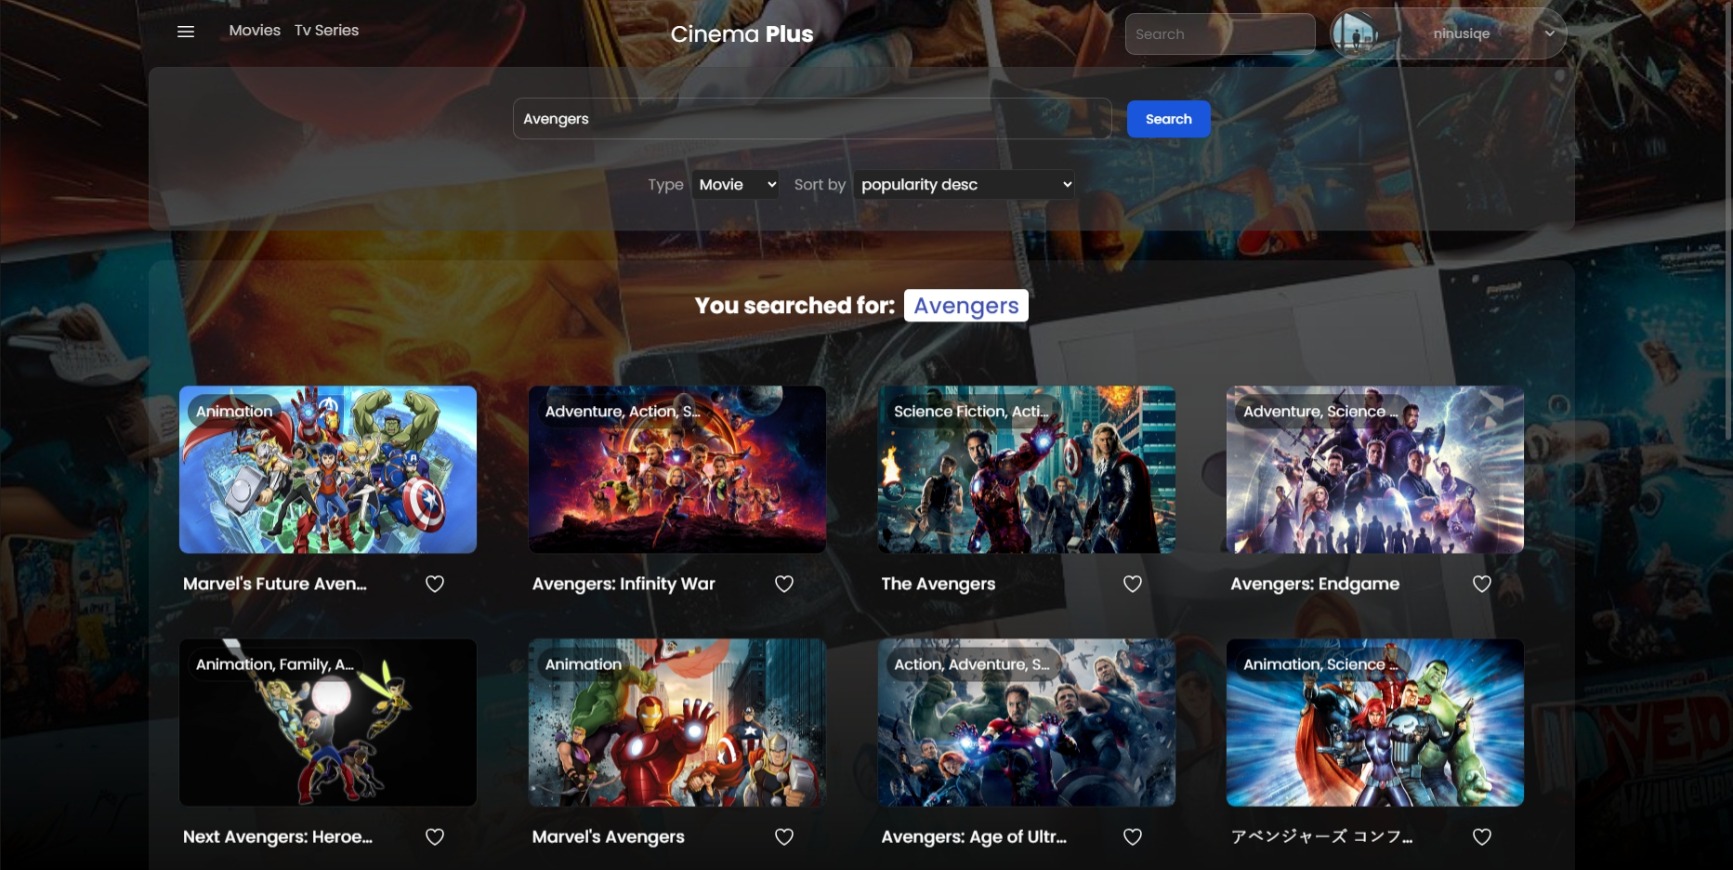 Movies Tv Series
Cinema Plus
Search
ninusiqe
Avengers
Search
Type Movie Sort by popularity desc
You searched for: Avengers
Animation
Adventure, Action, S...
Science Fiction, Acti...
Adventure, Science ...
Marvel's Future Aven...
Avengers: Infinity War
The Avengers
Avengers: Endgame
Animation, Family, A...
Animation
Action, Adventure, S...
Animation, Science ...
Next Avengers: Heroe...
Marvel's Avengers
Avengers: Age of Ultr...
アベンジャーズ コンフ...